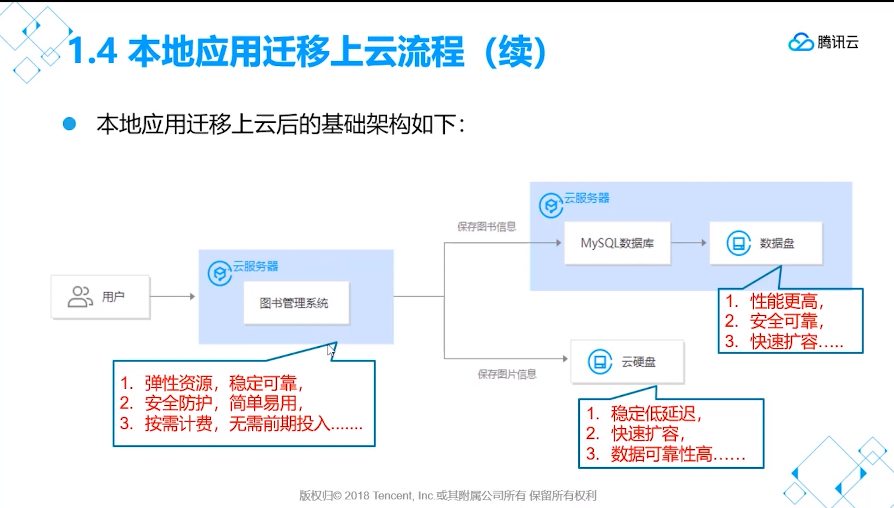 1.4 本地应用迁移上云流程（续）
腾讯云
本地应用迁移上云后的基础架构如下：
云服务器
保存图书信息
MySQL数据库
数据盘
云服务器
用户
图书管理系统
1. 性能更高，
2. 安全可靠，
3. 快速扩容…..
云硬盘
保存图片信息
1. 弹性资源，稳定可靠，
2. 安全防护，简单易用，
3. 按需计费，无需前期投入.......
1. 稳定低延迟，
2. 快速扩容，
3. 数据可靠性高……
版权归© 2018 Tencent, Inc.或其附属公司所有 保留所有权利